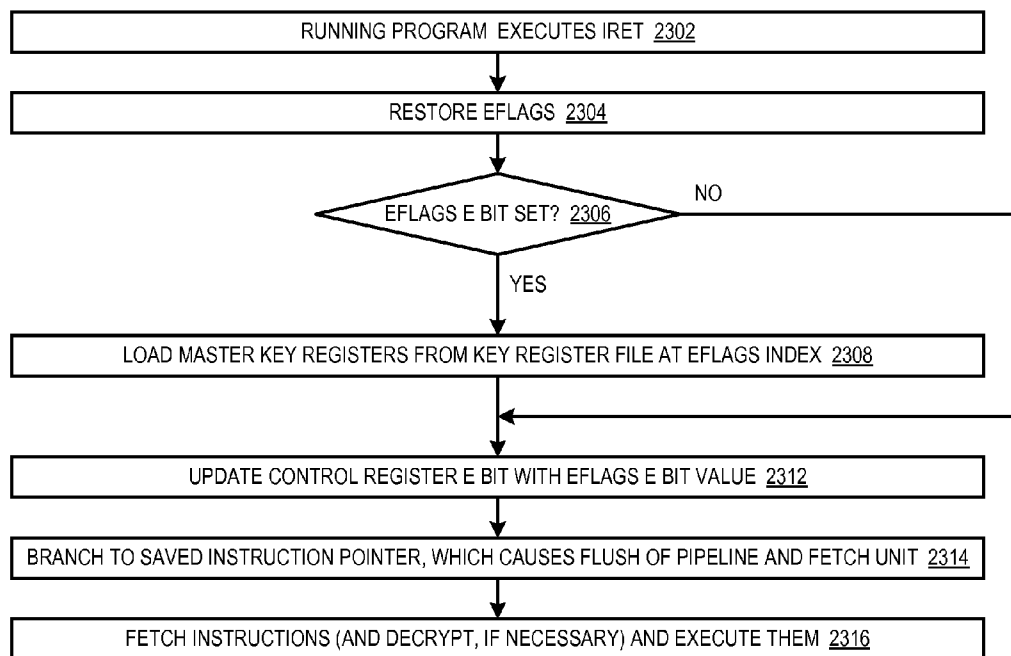 RUNNING PROGRAM EXECUTES IRET 2302
RESTORE EFLAGS 2304
NO
EFLAGS E BIT SET? 2306
YES
LOAD MASTER KEY REGISTERS FROM KEY REGISTER FILE AT EFLAGS INDEX 2308
UPDATE CONTROL REGISTER E BIT WITH EFLAGS E BIT VALUE 2312
BRANCH TO SAVED INSTRUCTION POINTER, WHICH CAUSES FLUSH OF PIPELINE AND FETCH UNIT 2314
FETCH INSTRUCTIONS (AND DECRYPT, IF NECESSARY) AND EXECUTE THEM 2316